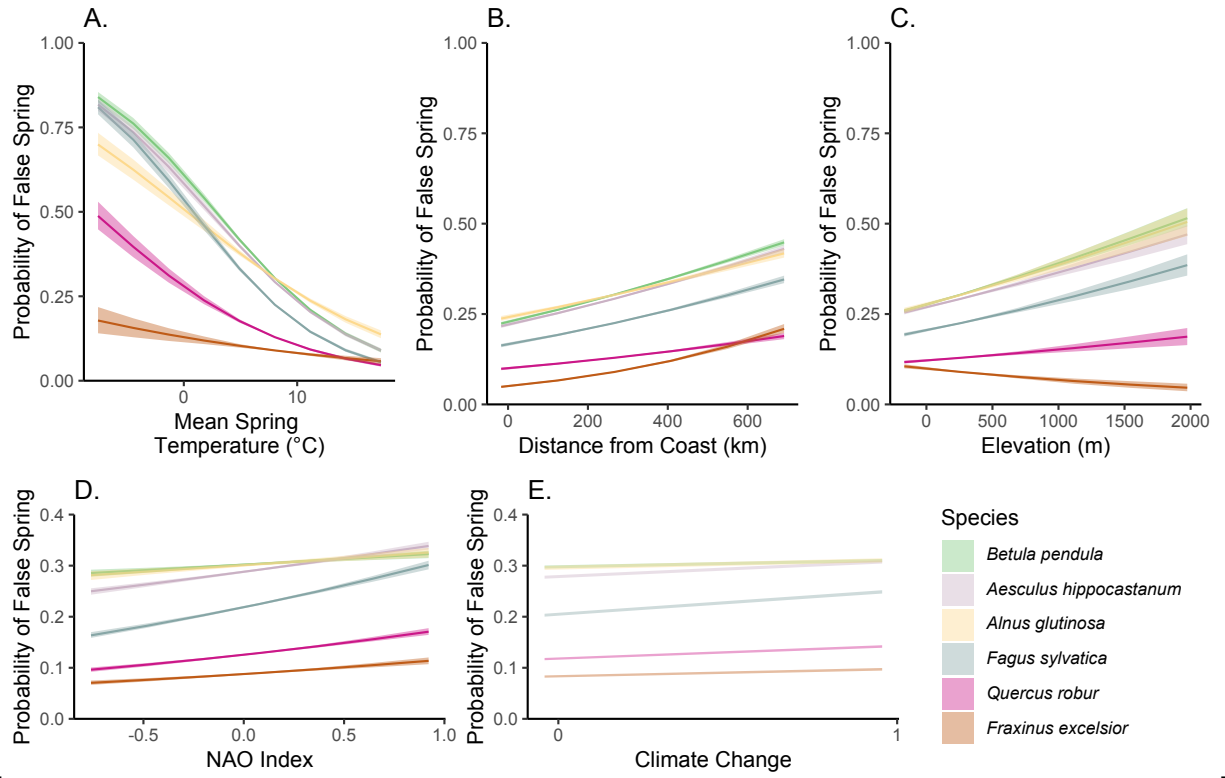 A.
Probability of False Spring
1.00
0.75
0.50
0.25
0.00
0
10
Mean Spring
Temperature (°C)
B.
Probability of False Spring
1.00
0.75
0.50
0.25
0.00
0
200
400
600
Distance from Coast (km)
C.
Probability of False Spring
1.00
0.75
0.50
0.25
0.00
0
500
1000
1500
2000
Elevation (m)
D.
Probability of False Spring
0.4
0.3
0.2
0.1
0.0
-0.5
0.0
0.5
1.0
NAO Index
E.
Probability of False Spring
0.4
0.3
0.2
0.1
0.0
0
1
Climate Change
Species
Betula pendula
Aesculus hippocastanum
Alnus glutinosa
Fagus sylvatica
Quercus robur
Fraxinus excelsior